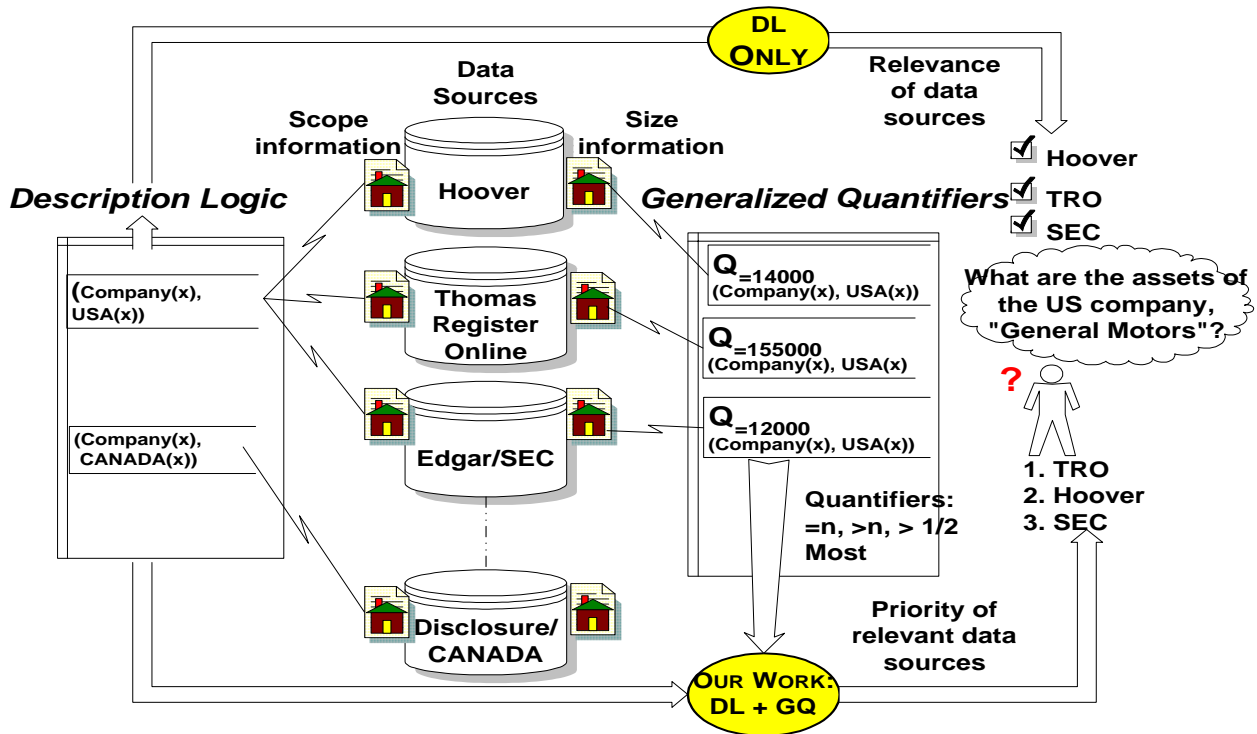 DL
ONLY
Data
Sources
Relevance
of data
sources
Scope
information
Size
information
Hoover
TRO
SEC
Description Logic
Hoover
Generalized Quantifiers
(Company(x),
USA(x))
Thomas
Register
Online
Q=14000
(Company(x), USA(x))
Q=155000
(Company(x), USA(x)
Q=12000
(Company(x), USA(x))
What are the assets of
the US company,
"General Motors"?
?
(Company(x),
CANADA(x))
Edgar/SEC
1. TRO
2. Hoover
3. SEC
Quantifiers:
=n, >n, > 1/2
Most
Disclosure/
CANADA
Priority of
relevant data
sources
OUR WORK:
DL + GQ